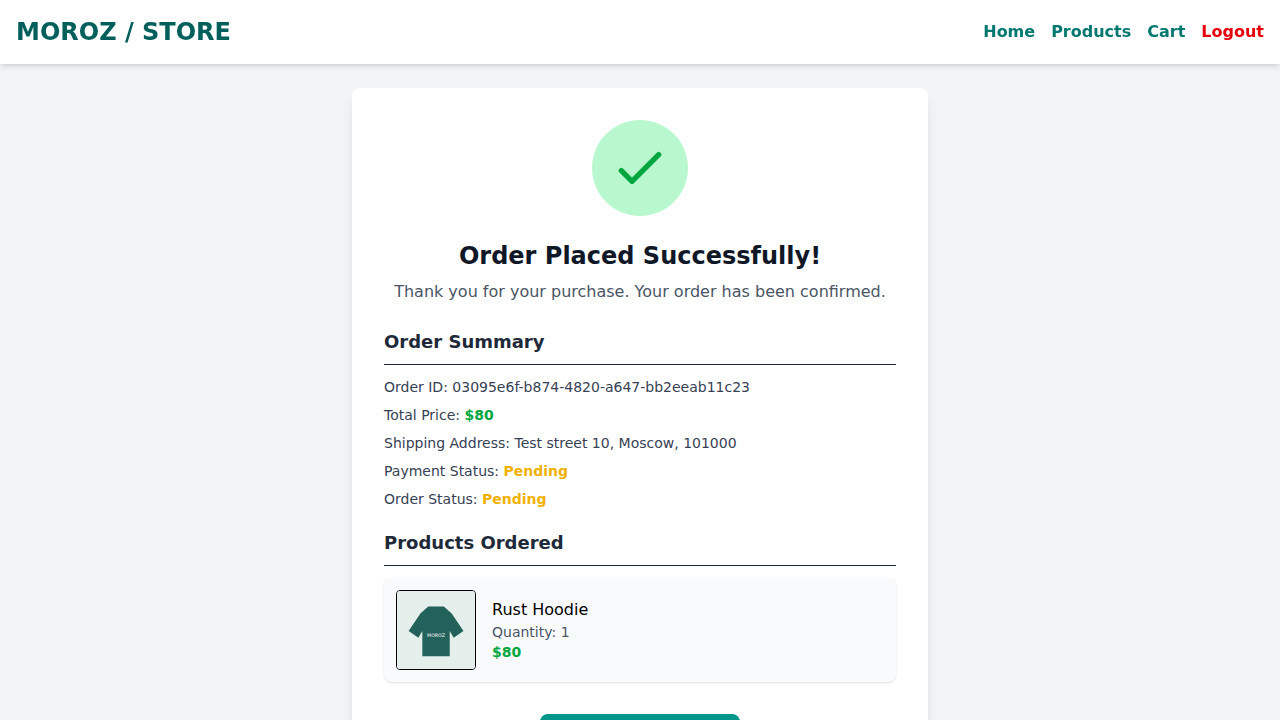 MOROZ / STORE
Home Products Cart Logout
Order Placed Successfully!
Thank you for your purchase. Your order has been confirmed.
Order Summary
Order ID: 03095e6f-b874-4820-a647-bb2eeab11c23
Total Price: $80
Shipping Address: Test street 10, Moscow, 101000
Payment Status: Pending
Order Status: Pending
Products Ordered
MOROZ
Rust Hoodie
Quantity: 1
$80